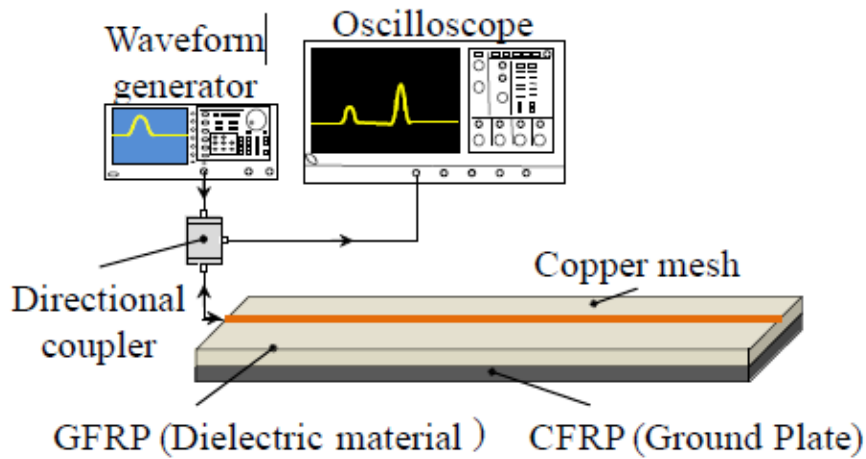 Waveform
generator
Oscilloscope
Copper mesh
Directional
coupler
GFRP (Dielectric material )
CFRP (Ground Plate)